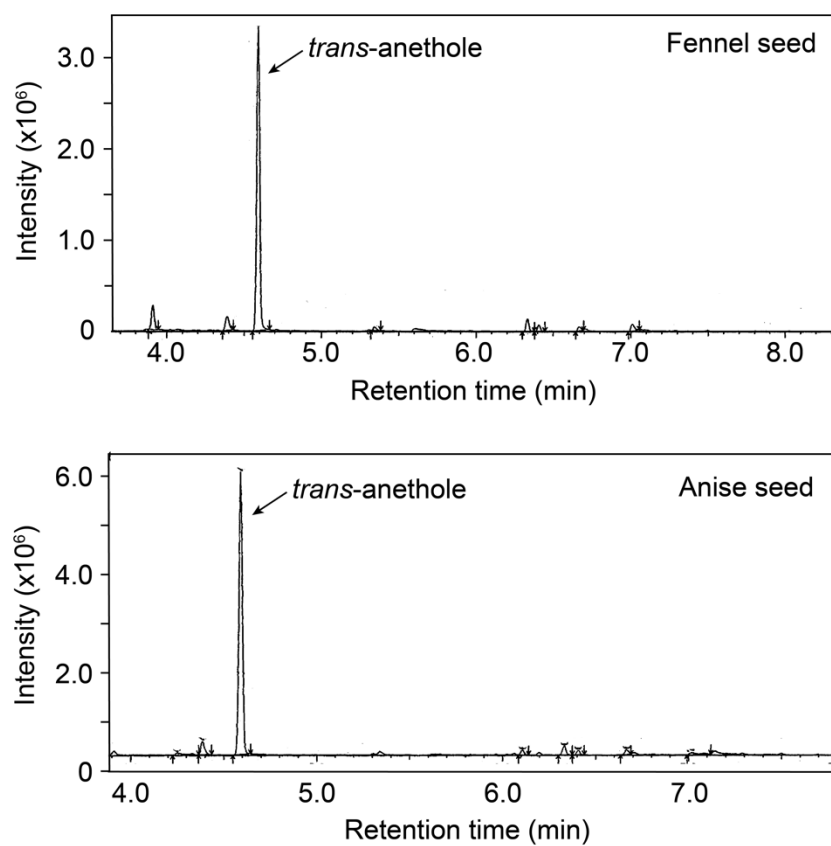 trans-anethole
Fennel seed
Intensity (x10⁶)
3.0
2.0
1.0
0
4.0 5.0 6.0 7.0 8.0
Retention time (min)
trans-anethole
Anise seed
Intensity (x10⁶)
6.0
4.0
2.0
0
4.0 5.0 6.0 7.0
Retention time (min)